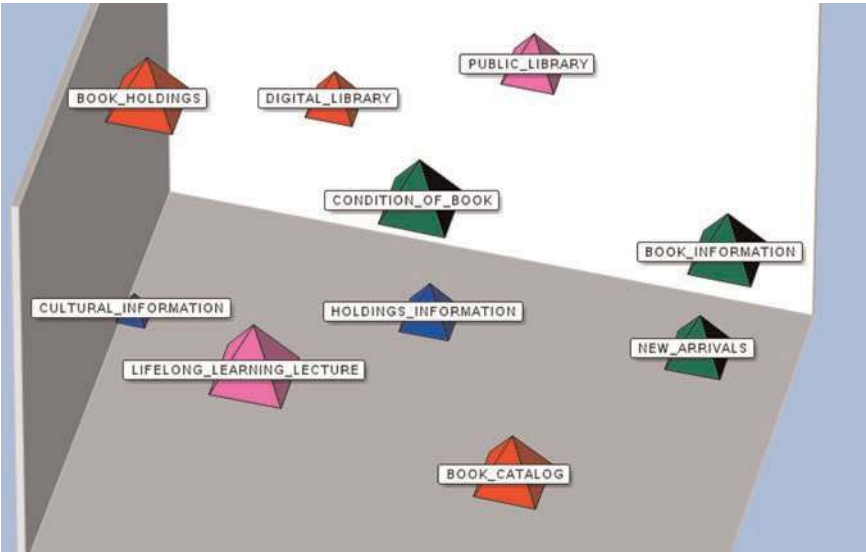 PUBLIC_LIBRARY
BOOK_HOLDINGS
DIGITAL_LIBRARY
CONDITION_OF_BOOK
BOOK_INFORMATION
CULTURAL_INFORMATION
HOLDINGS_INFORMATION
NEW_ARRIVALS
LIFELONG_LEARNING_LECTURE
BOOK_CATALOG